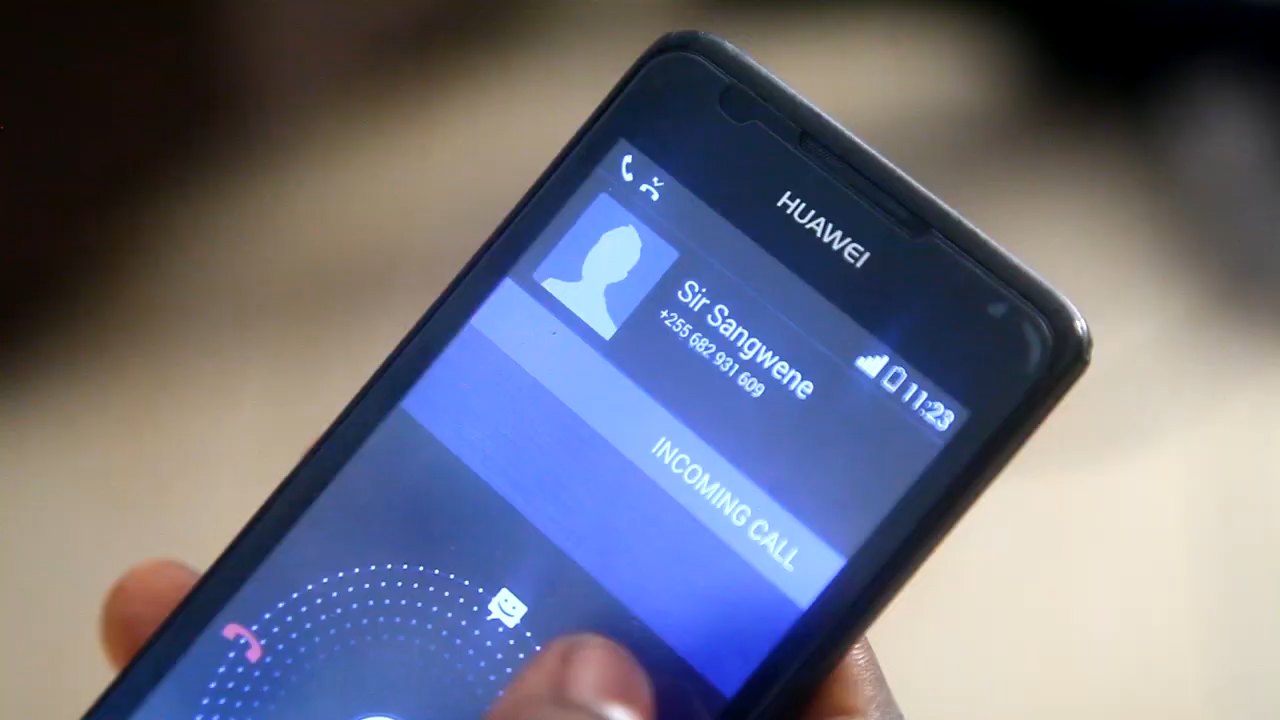 HUAWEI
11:23
Sir Sangwene
+255 682 931 609
INCOMING CALL